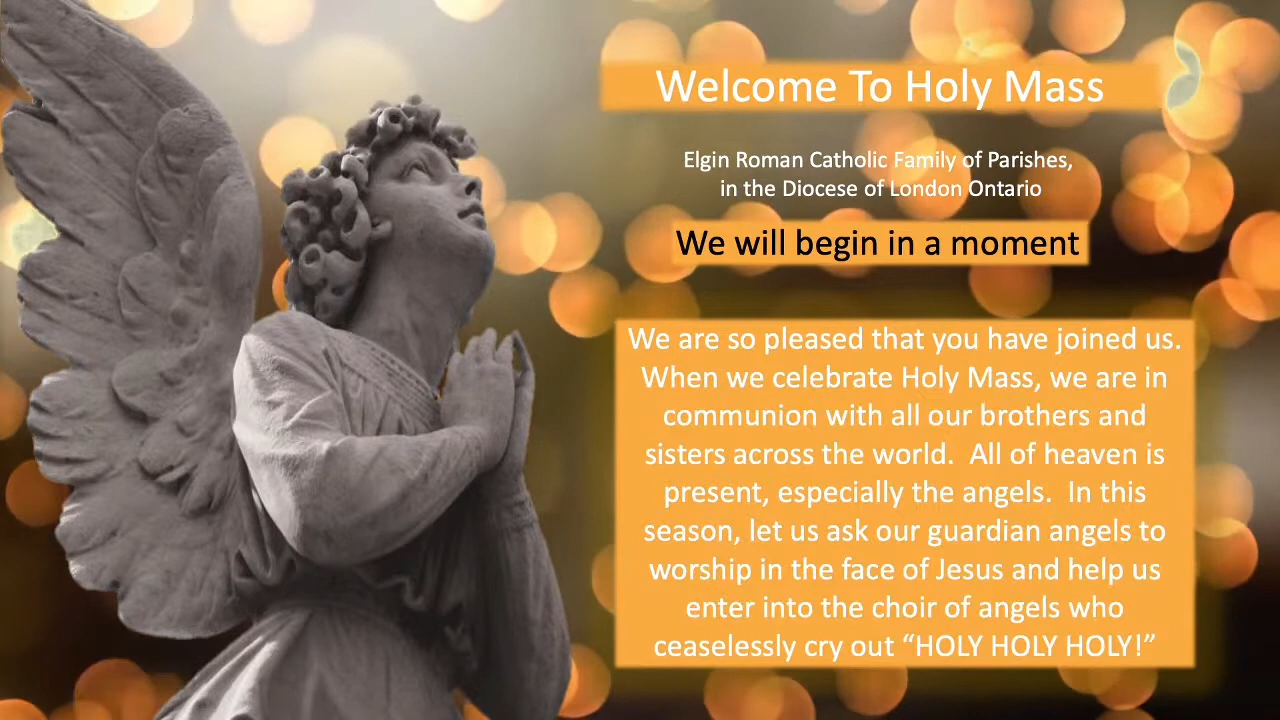 Welcome To Holy Mass
Elgin Roman Catholic Family of Parishes,
in the Diocese of London Ontario
We will begin in a moment
We are so pleased that you have joined us.
When we celebrate Holy Mass, we are in
communion with all our brothers and
sisters across the world.  All of heaven is
present, especially the angels.  In this
season, let us ask our guardian angels to
worship in the face of Jesus and help us
enter into the choir of angels who
ceaselessly cry out “HOLY HOLY HOLY!”